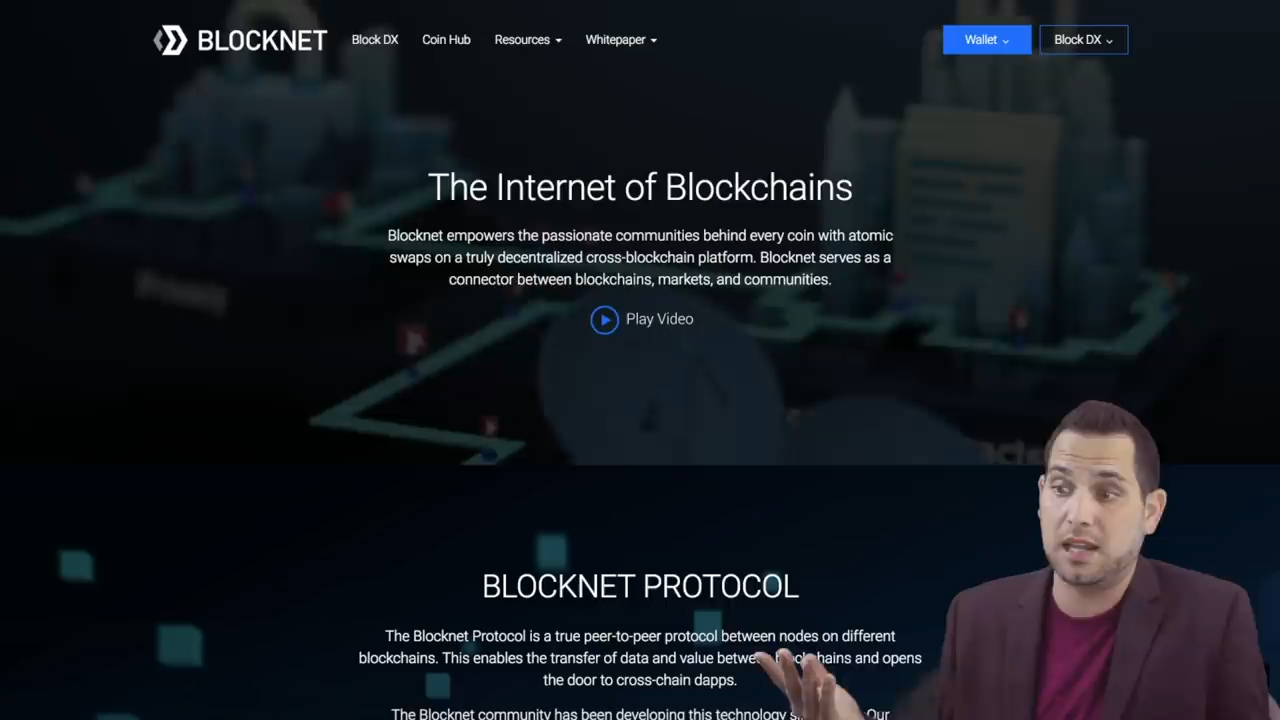 BLOCKNET
Block DX
Coin Hub
Resources
Whitepaper
Wallet
Block DX
The Internet of Blockchains
Blocknet empowers the passionate communities behind every coin with atomic
swaps on a truly decentralized cross-blockchain platform. Blocknet serves as a
connector between blockchains, markets, and communities.
Play Video
Privacy
BLOCKNET PROTOCOL
The Blocknet Protocol is a true peer-to-peer protocol between nodes on different
blockchains. This enables the transfer of data and value between blockchains and opens
the door to cross-chain dapps.
The Blocknet community has been developing this technology Our